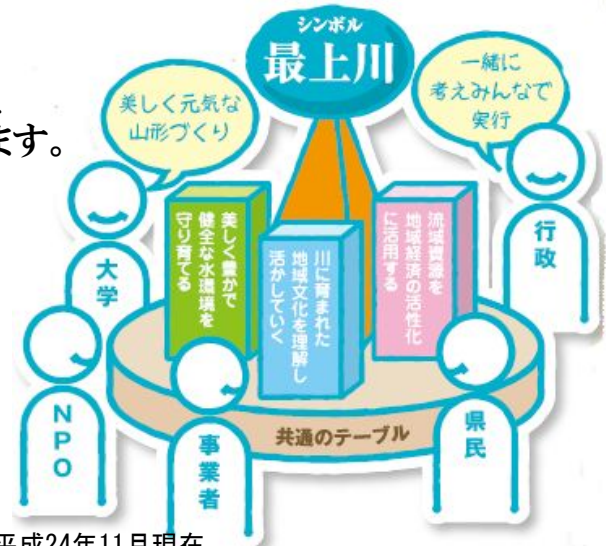 シンボル
最上川
美しく元気な
山形づくり
一緒に
考えみんなで
実行
ます。
美しく豊かで
健全な水環境を
守り育てる
川に育まれた
地域文化を理解し
活かしていく
流域資源を
地域経済の活性化
に活用する
大学
行政
NPO
事業者
県民
共通のテーブル
平成24年11月現在